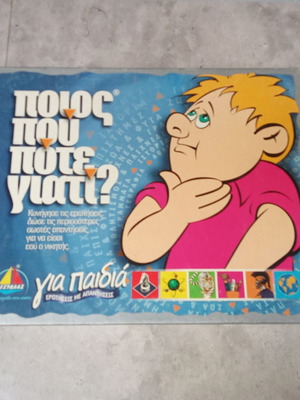 ποιος®
που
πότε
γιατί?
Κυνήγησε τις ερωτήσεις.
Δώσε τις περισσότερες
σωστές απαντήσεις,
για να είσαι
εσύ ο νικητής.
για παιδιά
ΕΡΩΤΗΣΕΙΣ ΜΕ ΑΠΑΝΤΗΣΕΙΣ